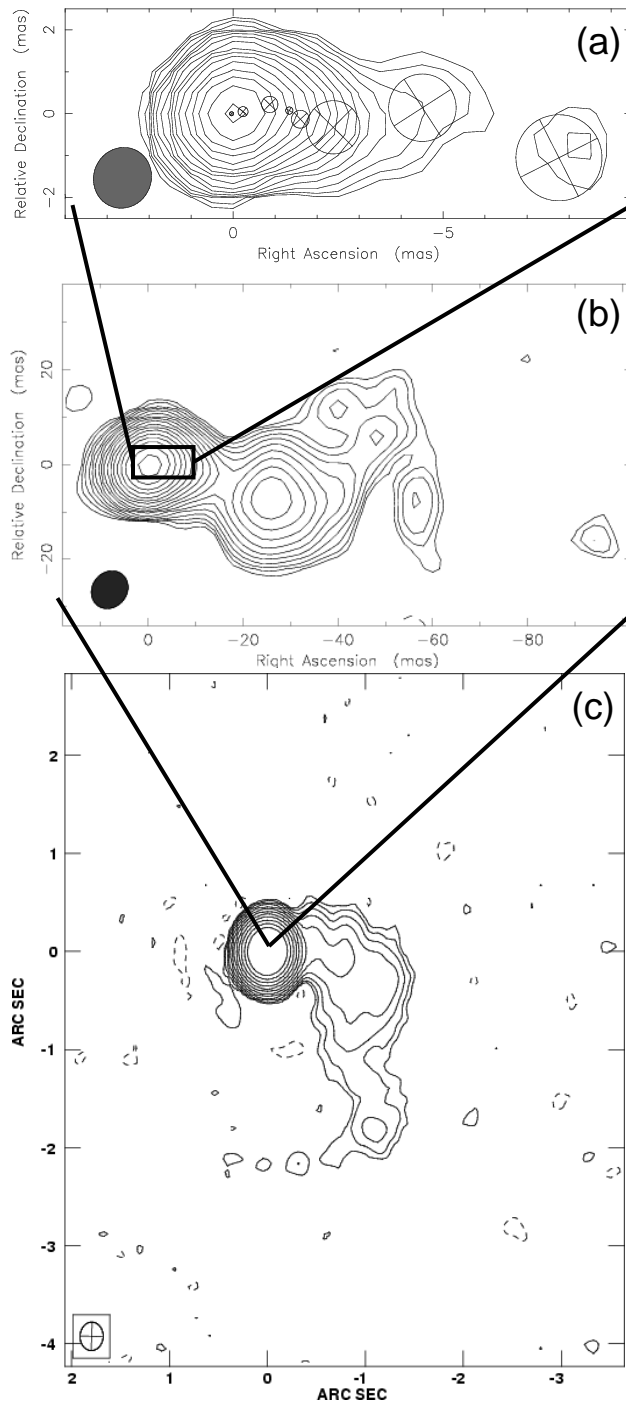 (a)
Relative Declination (mas)
2
0
−2
0
−5
Right Ascension (mas)
(b)
Relative Declination (mas)
20
0
−20
0
−20
−40
−60
−80
Right Ascension (mas)
(c)
ARC SEC
2
1
0
-1
-2
-3
-4
2
1
0
-1
-2
-3
ARC SEC